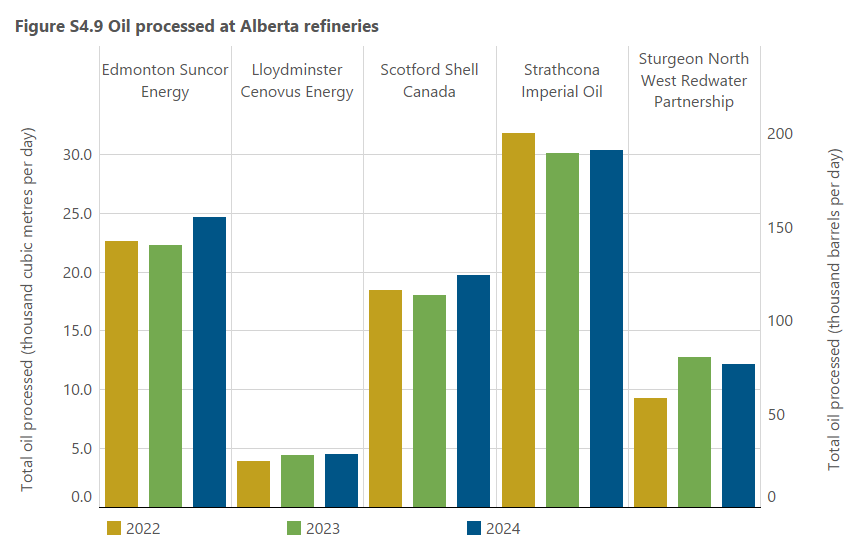 Figure S4.9 Oil processed at Alberta refineries
Edmonton Suncor
Energy
Lloydminster
Cenovus Energy
Scotford Shell
Canada
Strathcona
Imperial Oil
Sturgeon North
West Redwater
Partnership
Total oil processed (thousand cubic metres per day)
30.0
25.0
20.0
15.0
10.0
5.0
0.0
200
150
100
50
0
Total oil processed (thousand barrels per day)
2022
2023
2024